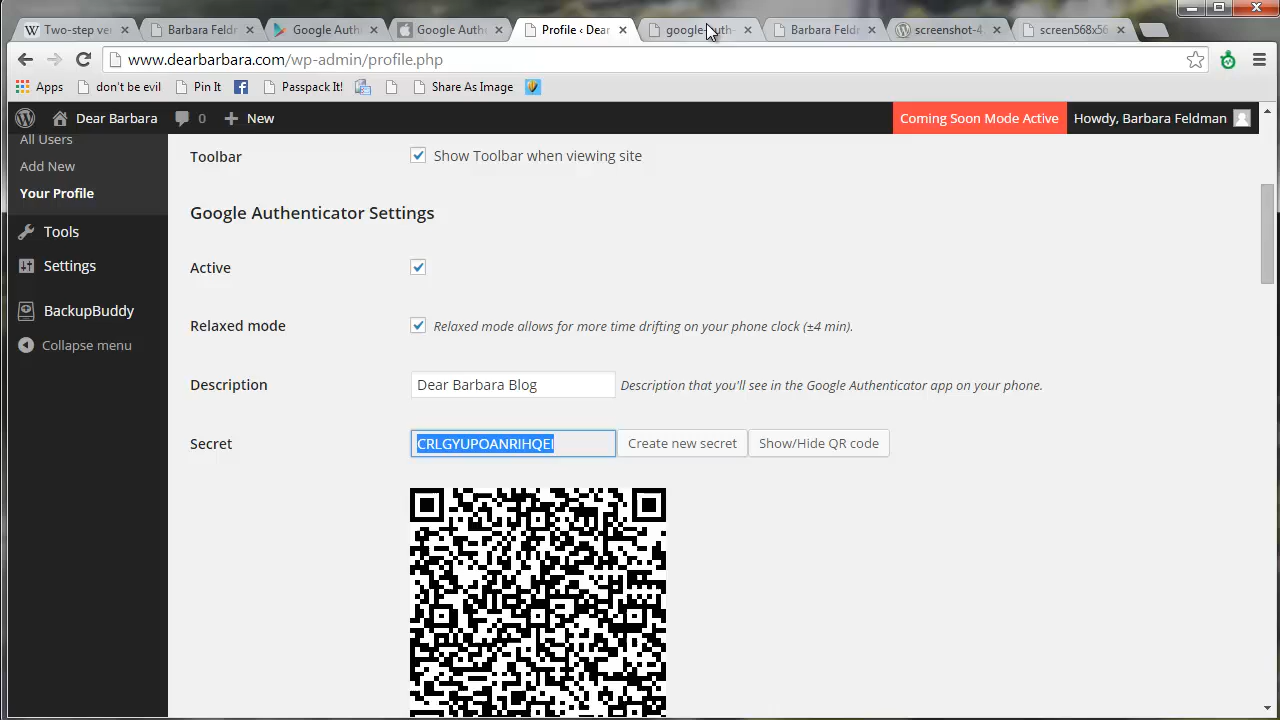 Two-step ve
Barbara Feldr
Google Auth
Google Authe
Profile ‹ Dear
google-auth-
Barbara Feldn
screenshot-4
screen568x56
www.dearbarbara.com/wp-admin/profile.php
Apps
don't be evil
Pin It
Passpack It!
Share As Image
Dear Barbara
0
New
Coming Soon Mode Active
Howdy, Barbara Feldman
All Users
Add New
Your Profile
Tools
Settings
BackupBuddy
Collapse menu
Toolbar
Show Toolbar when viewing site
Google Authenticator Settings
Active
Relaxed mode
Relaxed mode allows for more time drifting on your phone clock (±4 min).
Description
Dear Barbara Blog
Description that you'll see in the Google Authenticator app on your phone.
Secret
CRLGYUPOANRIHQEI
Create new secret
Show/Hide QR code